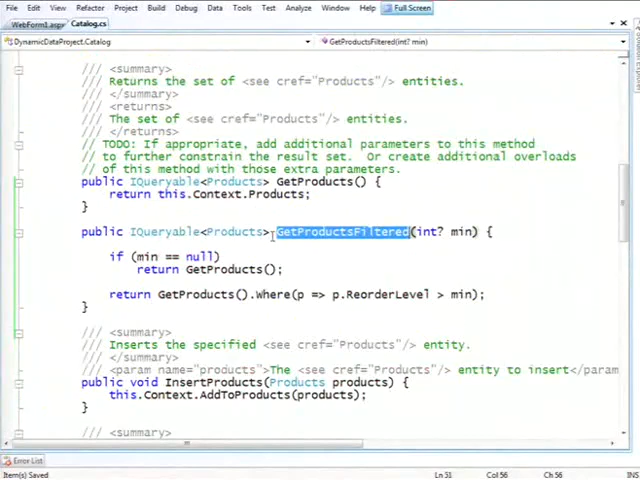 File Edit View Refactor Project Build Debug Data Tools Test Analyze Window Help Full Screen
WebForm1.aspx Catalog.cs
DynamicDataProject.Catalog GetProductsFiltered(int? min)
/// <summary>
/// Returns the set of <see cref="Products"/> entities.
/// </summary>
/// <returns>
/// The set of <see cref="Products"/> entities.
/// </returns>
// TODO: If appropriate, add additional parameters to this method
// to further constrain the result set.  Or create additional overloads
// of this method with those extra parameters.
public IQueryable<Products> GetProducts() {
return this.Context.Products;
}
public IQueryable<Products> GetProductsFiltered(int? min) {
if (min == null)
return GetProducts();
return GetProducts().Where(p => p.ReorderLevel > min);
}
/// <summary>
/// Inserts the specified <see cref="Products"/> entity.
/// </summary>
/// <param name="products">The <see cref="Products"/> entity to insert</param
public void InsertProducts(Products products) {
this.Context.AddToProducts(products);
}
/// <summary>
Error List
Item(s) Saved Ln 31 Col 56 Ch 56 INS